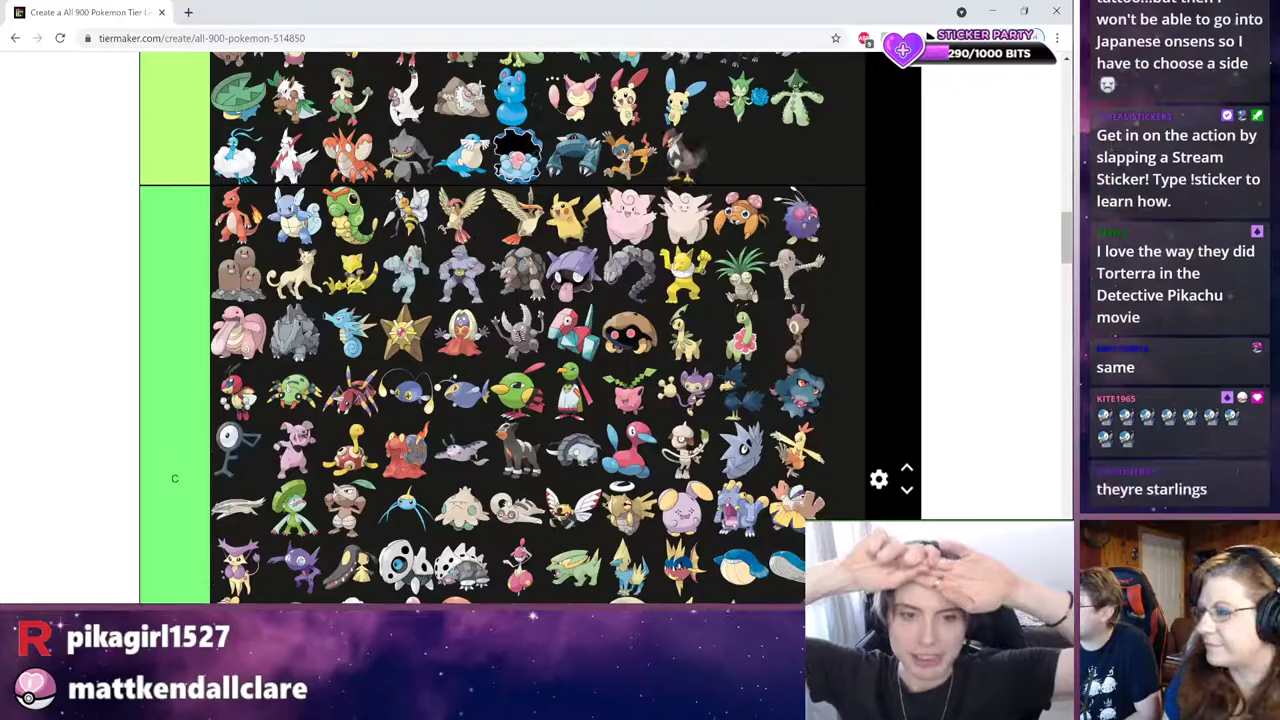 Create a All 900 Pokemon Tier Li
tiermaker.com/create/all-900-pokemon-514850
9
STICKER PARTY
290/1000 BITS
C
tattoo...but then I
won't be able to go into
Japanese onsens so I
have to choose a side
TEAMSTICKERS
Get in on the action by
slapping a Stream
Sticker! Type !sticker to
learn how.
I love the way they did
Torterra in the
Detective Pikachu
movie
same
KITE1965
theyre starlings
R pikagirl1527
mattkendallclare